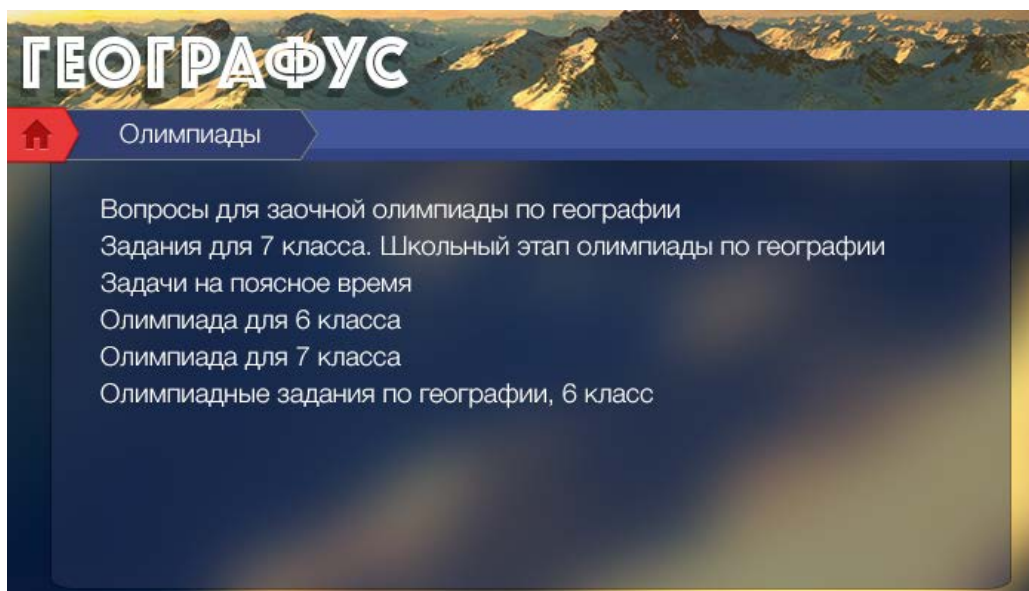 ГЕОГРАФУС
Олимпиады
Вопросы для заочной олимпиады по географии
Задания для 7 класса. Школьный этап олимпиады по географии
Задачи на поясное время
Олимпиада для 6 класса
Олимпиада для 7 класса
Олимпиадные задания по географии, 6 класс